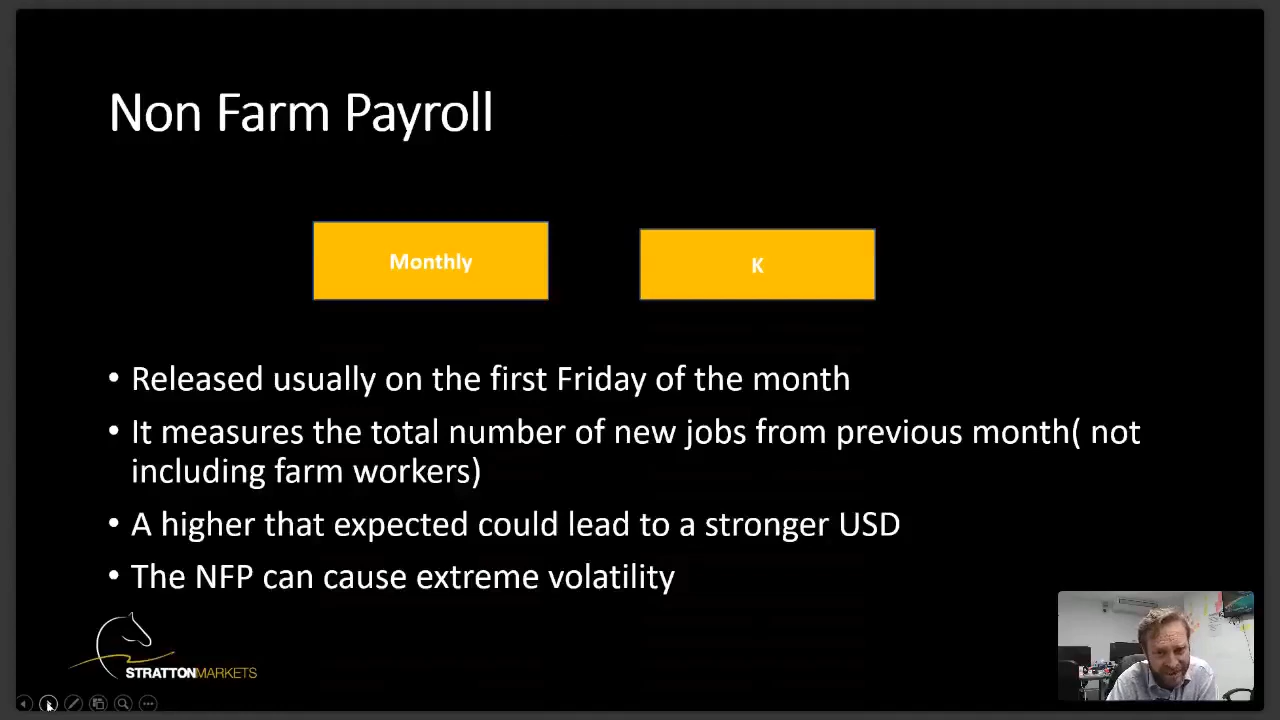 Non Farm Payroll
Monthly
K
• Released usually on the first Friday of the month
• It measures the total number of new jobs from previous month( not
including farm workers)
• A higher that expected could lead to a stronger USD
• The NFP can cause extreme volatility
STRATTONMARKETS